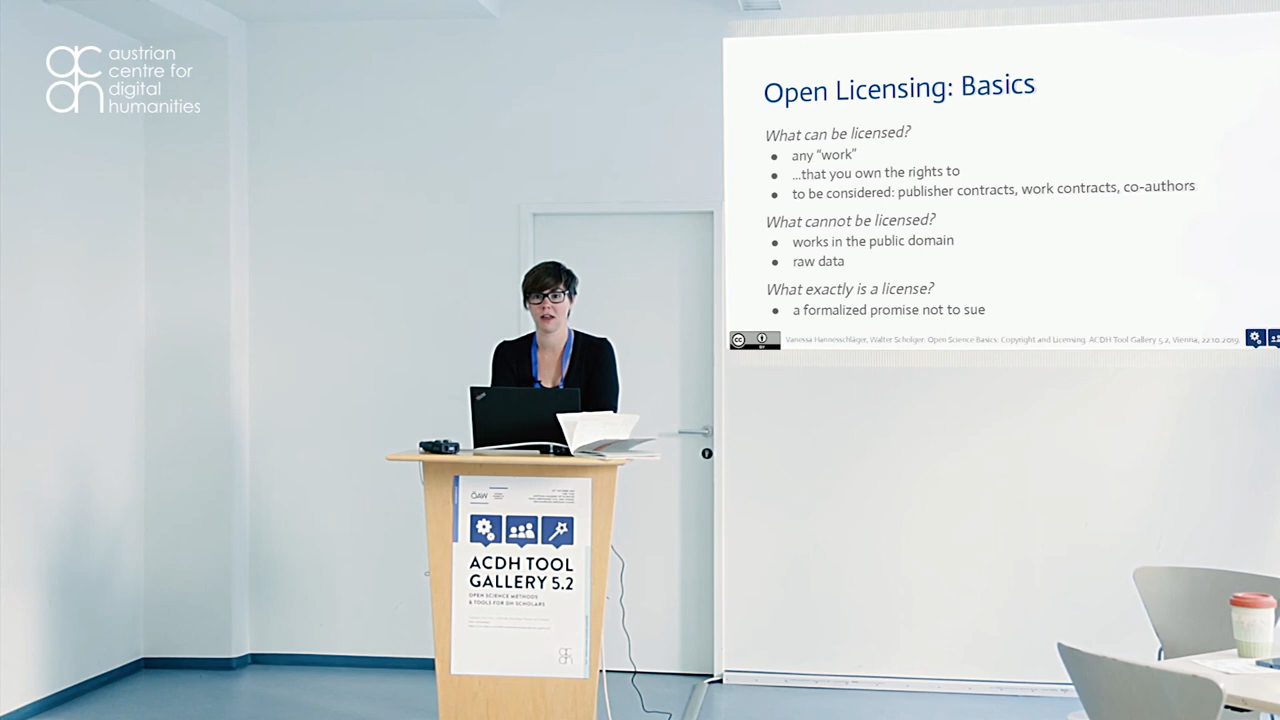 austrian
centre for
digital
humanities
Open Licensing: Basics
What can be licensed?
● any “work”
● ...that you own the rights to
● to be considered: publisher contracts, work contracts, co-authors
What cannot be licensed?
● works in the public domain
● raw data
What exactly is a license?
● a formalized promise not to sue
cc BY
Vanessa Hannesschläger, Walter Scholger: Open Science Basics: Copyright and Licensing. ACDH Tool Gallery 5.2, Vienna, 22.10.2019
ÖAW
ACDH TOOL
GALLERY 5.2
OPEN SCIENCE METHODS
& TOOLS FOR DH SCHOLARS